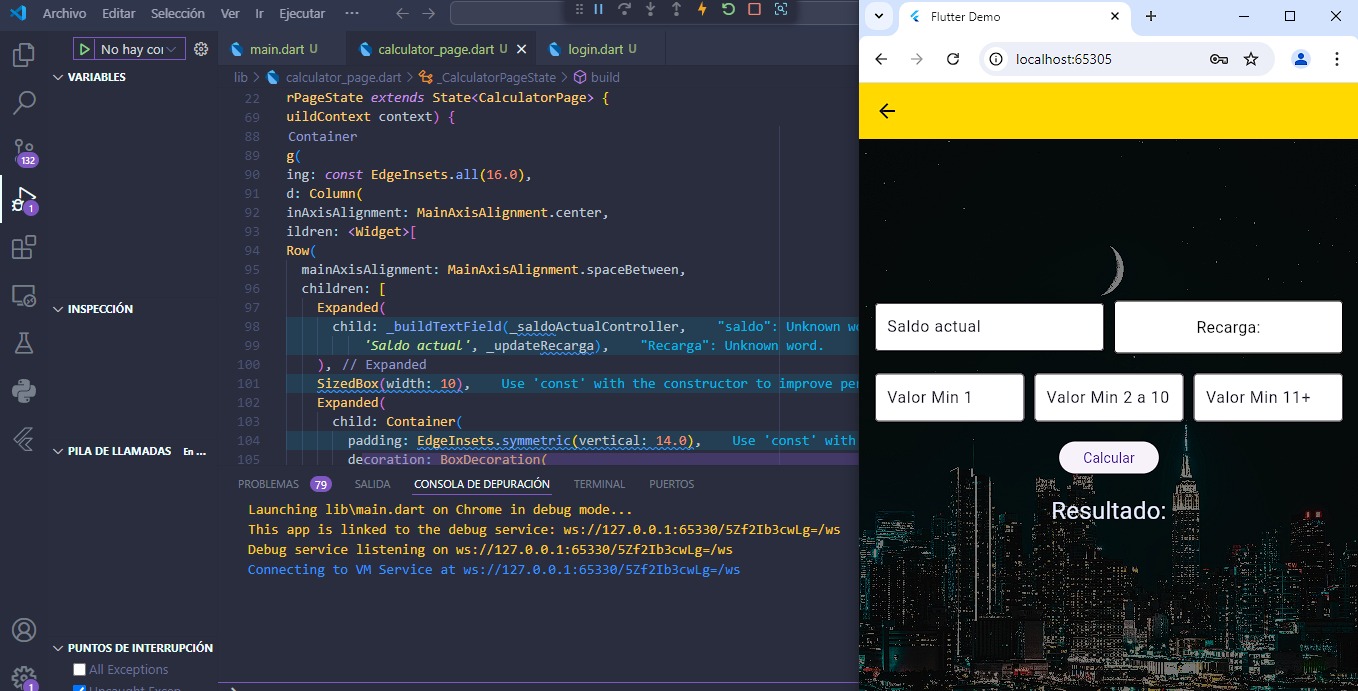 Archivo Editar Selección Ver Ir Ejecutar ···
No hay cor
main.dart U
calculator_page.dart U
login.dart U
VARIABLES
lib > calculator_page.dart > _CalculatorPageState > build
22 rPageState extends State<CalculatorPage> {
69 uildContext context) {
88 Container
89 g(
90 ing: const EdgeInsets.all(16.0),
91 d: Column(
92 inAxisAlignment: MainAxisAlignment.center,
93 ildren: <Widget>[
94 Row(
95 mainAxisAlignment: MainAxisAlignment.spaceBetween,
96 children: [
97 Expanded(
98 child: _buildTextField(_saldoActualController, "saldo": Unknown wo
99 'Saldo actual', _updateRecarga), "Recarga": Unknown word.
100 ), // Expanded
101 SizedBox(width: 10), Use 'const' with the constructor to improve per
102 Expanded(
103 child: Container(
104 padding: EdgeInsets.symmetric(vertical: 14.0), Use 'const' with
105 decoration: BoxDecoration(
132
1
INSPECCIÓN
PILA DE LLAMADAS En ...
PUNTOS DE INTERRUPCIÓN
All Exceptions
Uncaught Excep
1
PROBLEMAS 79 SALIDA CONSOLA DE DEPURACIÓN TERMINAL PUERTOS
Launching lib\main.dart on Chrome in debug mode...
This app is linked to the debug service: ws://127.0.0.1:65330/5Zf2Ib3cwLg=/ws
Debug service listening on ws://127.0.0.1:65330/5Zf2Ib3cwLg=/ws
Connecting to VM Service at ws://127.0.0.1:65330/5Zf2Ib3cwLg=/ws
Flutter Demo
localhost:65305
Saldo actual
Recarga:
Valor Min 1
Valor Min 2 a 10
Valor Min 11+
Calcular
Resultado: